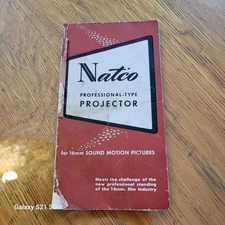 Natco
PROFESSIONAL-TYPE
PROJECTOR
for 16mm SOUND MOTION PICTURES
Meets the challenge of the
new professional standing
of the 16mm. film industry
Galaxy S21 5G